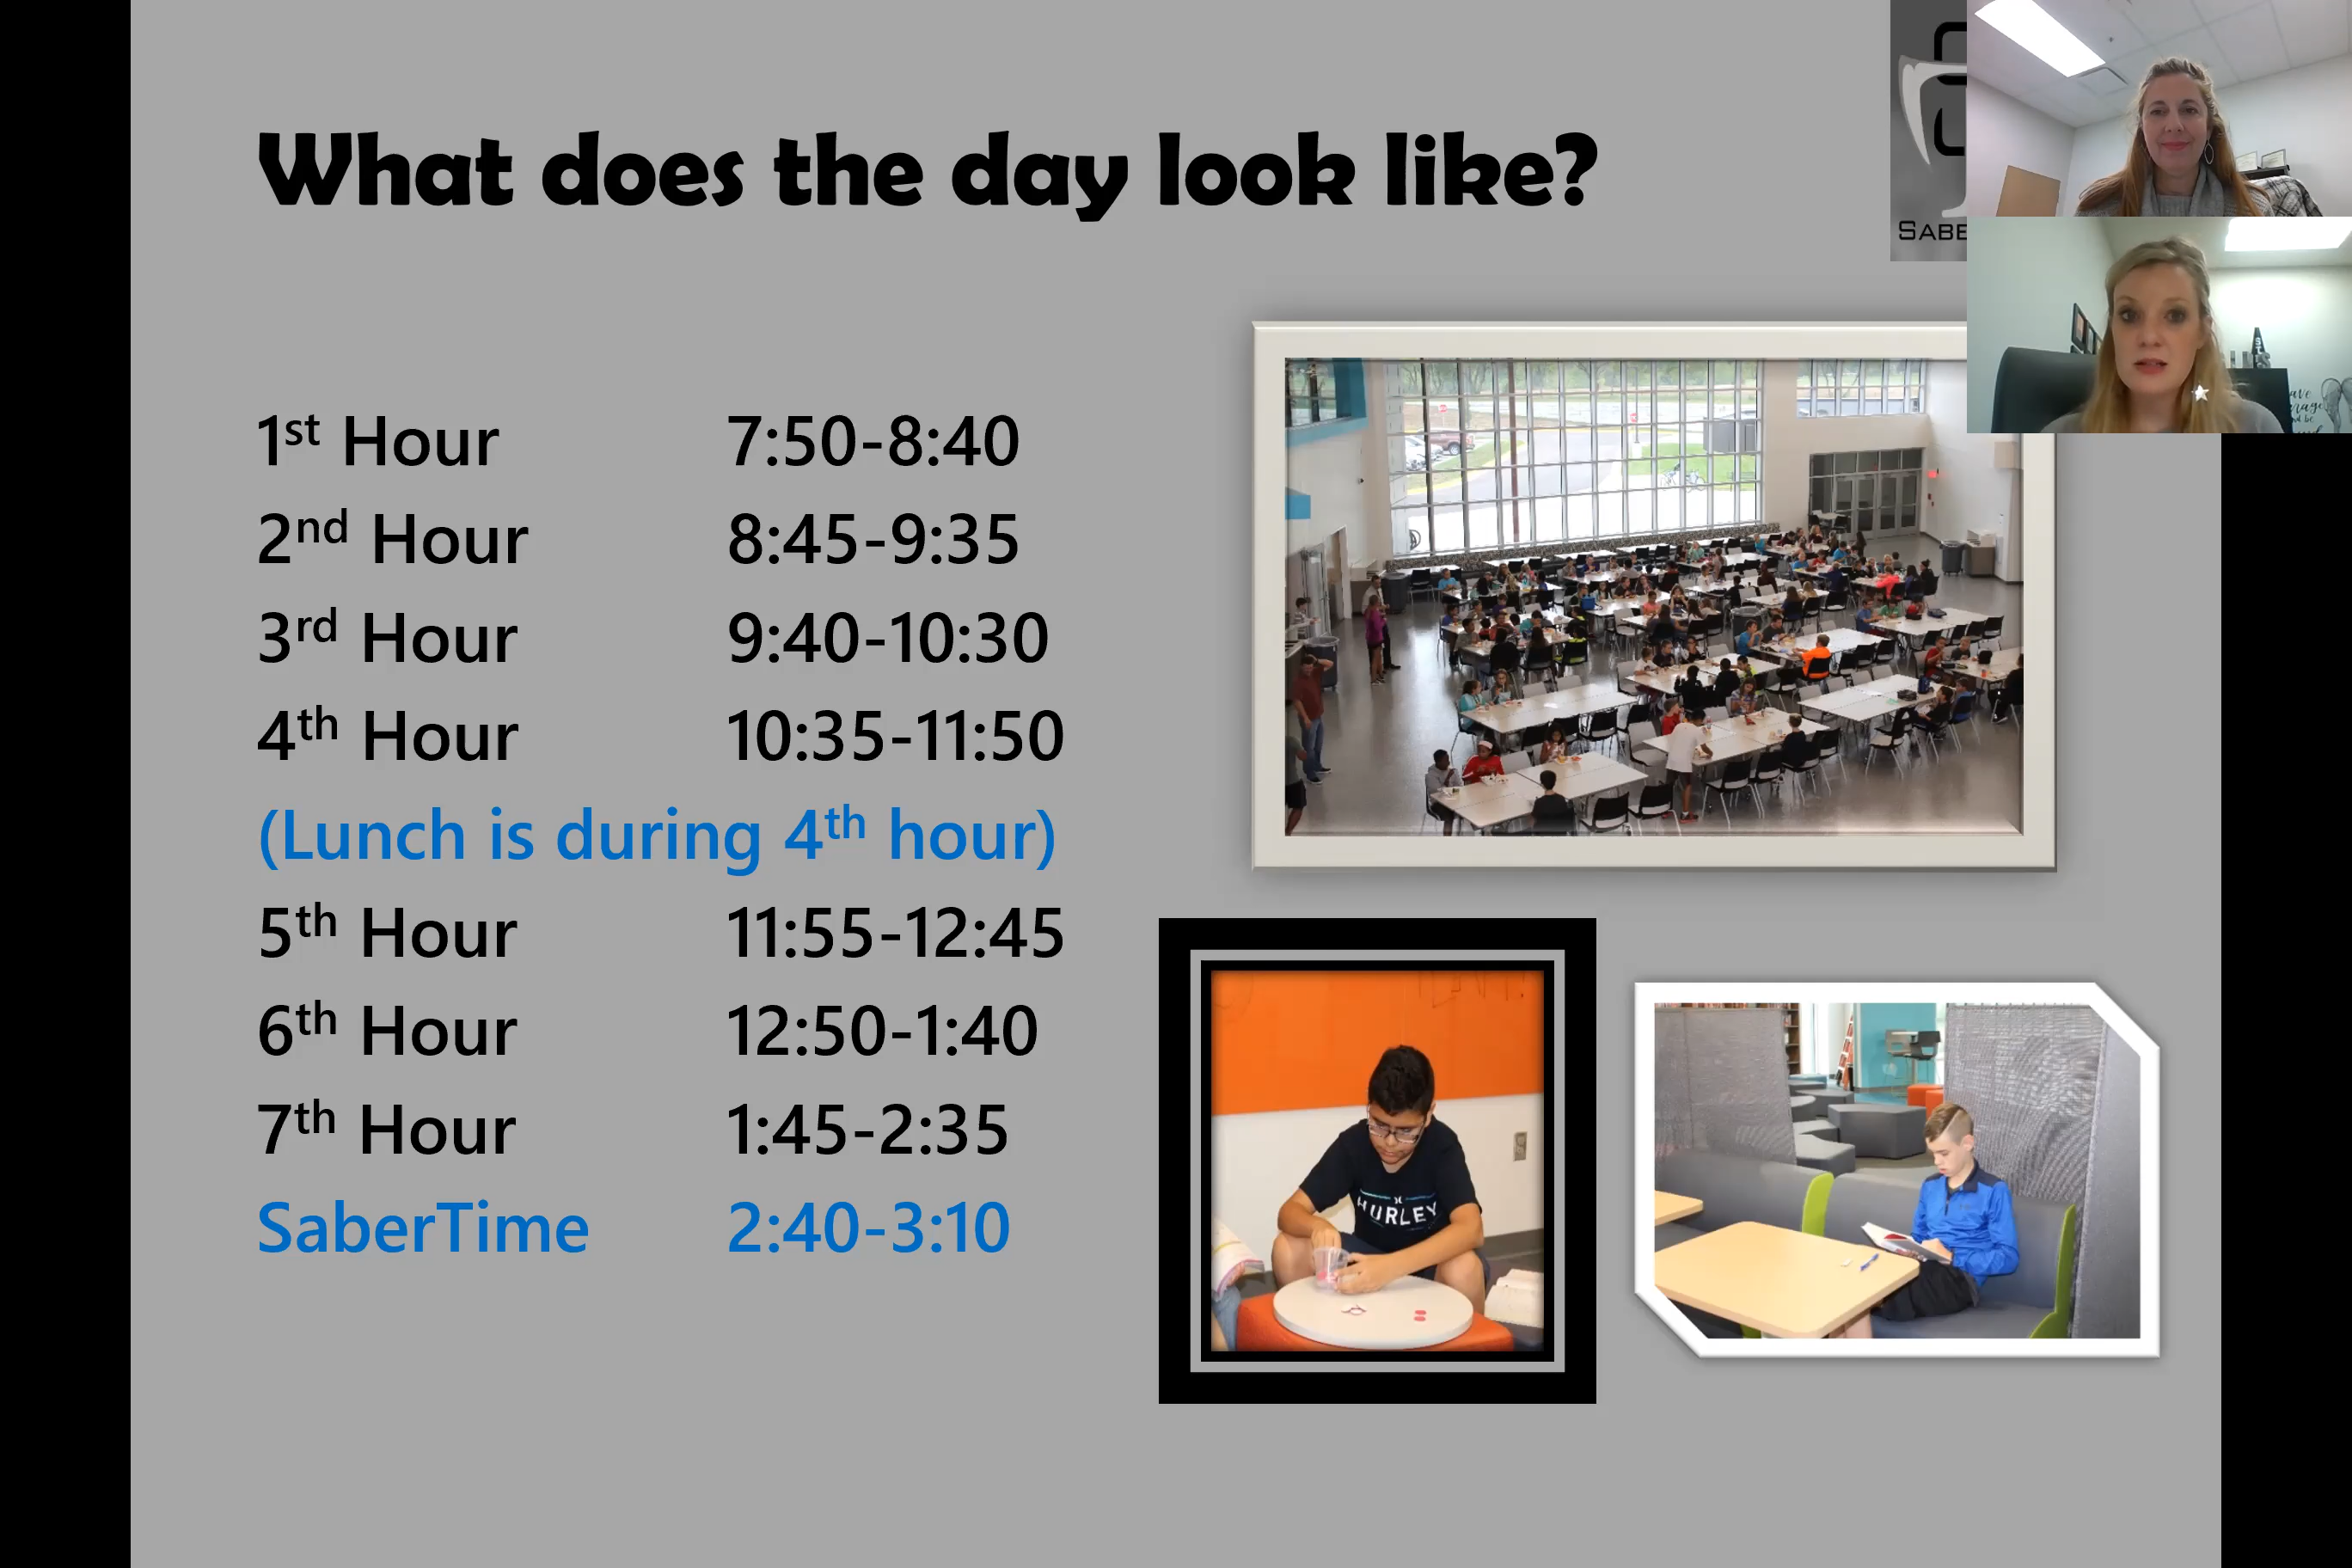 What does the day look like?
SABE
1st Hour 7:50-8:40
2nd Hour 8:45-9:35
3rd Hour 9:40-10:30
4th Hour 10:35-11:50
(Lunch is during 4th hour)
5th Hour 11:55-12:45
6th Hour 12:50-1:40
7th Hour 1:45-2:35
SaberTime 2:40-3:10
HURLEY